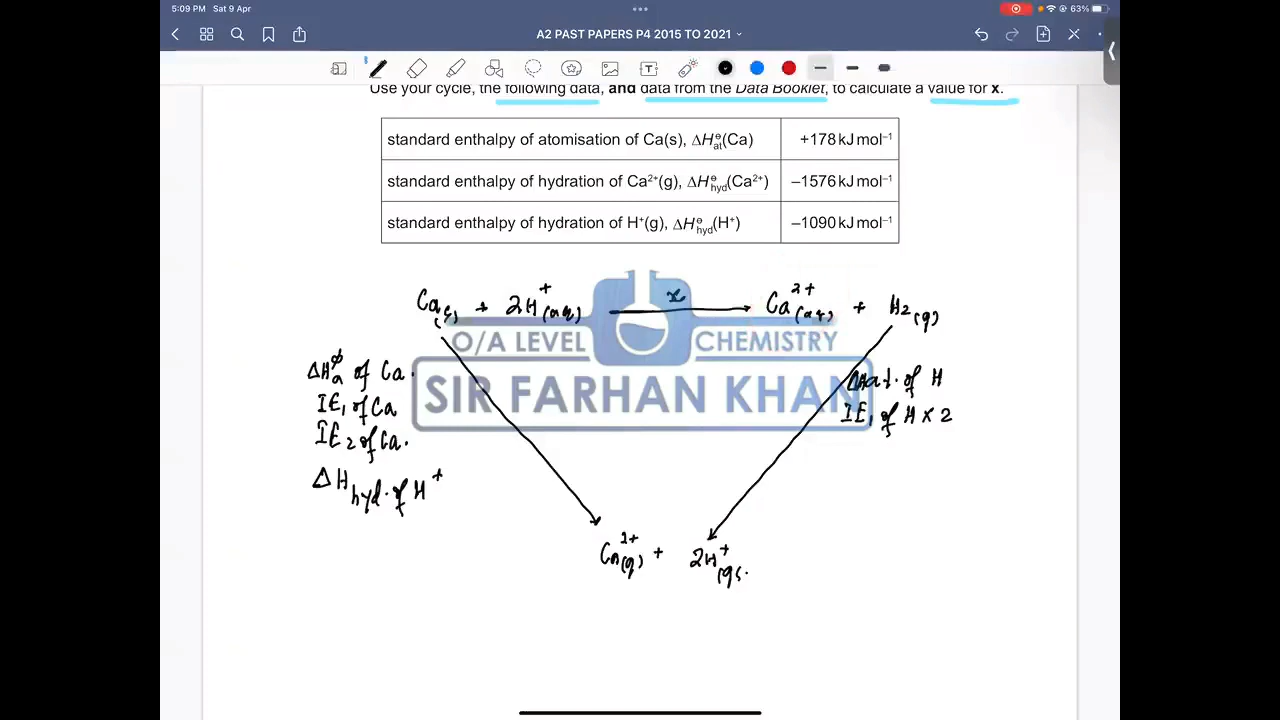 5:09 PM Sat 9 Apr
63%
A2 PAST PAPERS P4 2015 TO 2021
Use your cycle, the following data, and data from the Data Booklet, to calculate a value for x.
standard enthalpy of atomisation of Ca(s), ΔH⦵at(Ca) +178 kJ mol⁻¹
standard enthalpy of hydration of Ca²⁺(g), ΔH⦵hyd(Ca²⁺) –1576 kJ mol⁻¹
standard enthalpy of hydration of H⁺(g), ΔH⦵hyd(H⁺) –1090 kJ mol⁻¹
Ca(s) + 2H⁺(aq) x Ca²⁺(aq) + H₂(g)
O/A LEVEL CHEMISTRY
SIR FARHAN KHAN
ΔH⦵a of Ca.
IE₁ of Ca
IE₂ of Ca.
ΔHhyd. of H⁺
ΔHat. of H
IE₁ of H x 2
Ca²⁺(g) + 2H⁺(g).